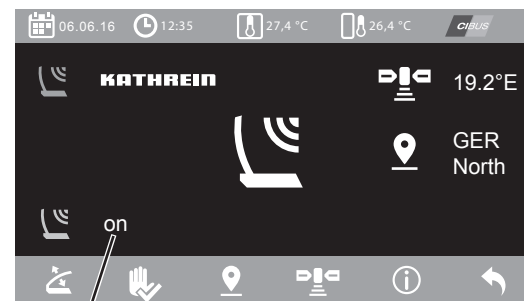 06.06.16 12:35 27,4 °C 26,4 °C CIBUS
KATHREIN
19.2°E
GER
North
on